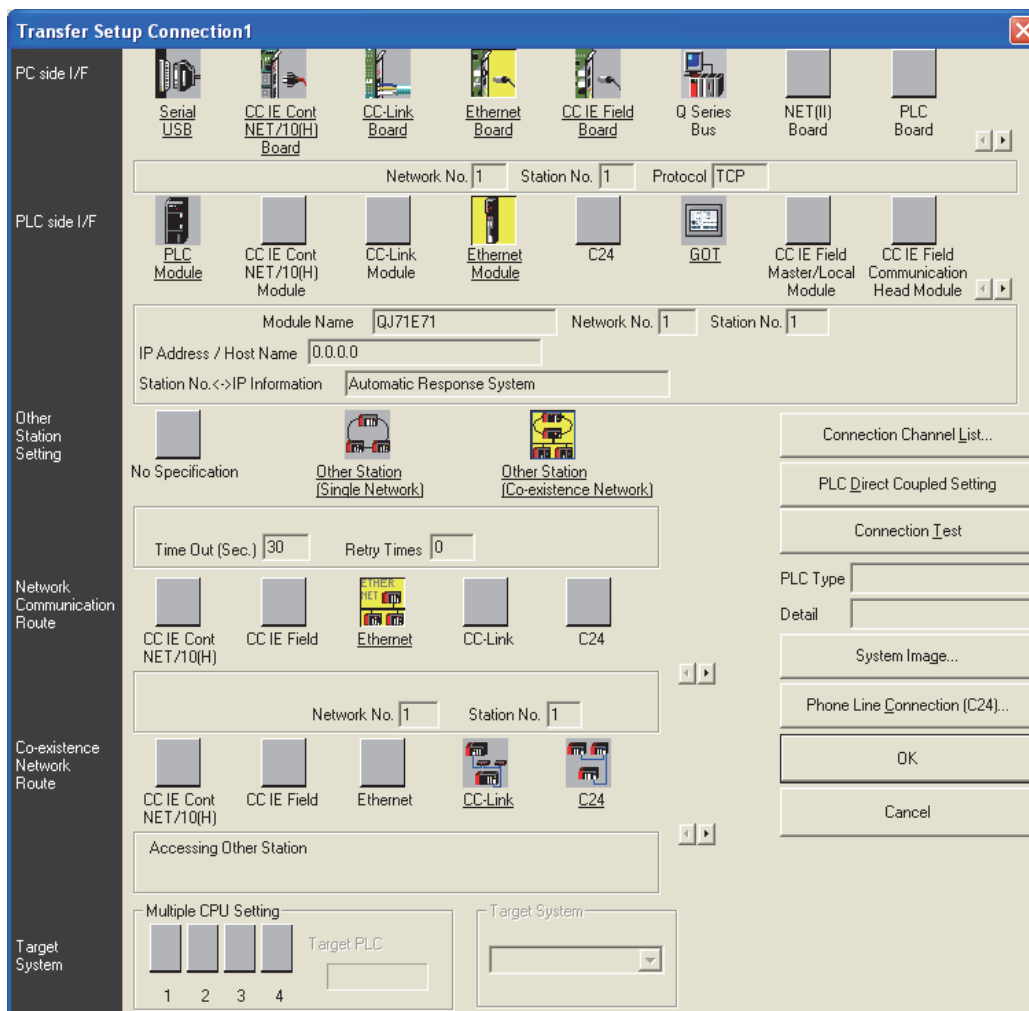 Transfer Setup Connection1
PC side I/F
Serial
USB
CC IE Cont
NET/10(H)
Board
CC-Link
Board
Ethernet
Board
CC IE Field
Board
Q Series
Bus
NET(II)
Board
PLC
Board
Network No. 1 Station No. 1 Protocol TCP
PLC side I/F
PLC
Module
CC IE Cont
NET/10(H)
Module
CC-Link
Module
Ethernet
Module
C24
GOT
CC IE Field
Master/Local
Module
CC IE Field
Communication
Head Module
Module Name QJ71E71 Network No. 1 Station No. 1
IP Address / Host Name 0.0.0.0
Station No.<->IP Information Automatic Response System
Other
Station
Setting
No Specification
Other Station
(Single Network)
Other Station
(Co-existence Network)
Time Out (Sec.) 30 Retry Times 0
Connection Channel List...
PLC Direct Coupled Setting
Connection Test
PLC Type
Detail
System Image...
Phone Line Connection (C24)...
OK
Cancel
Network
Communication
Route
CC IE Cont
NET/10(H)
CC IE Field
ETHER
NET
Ethernet
CC-Link
C24
Network No. 1 Station No. 1
Co-existence
Network
Route
CC IE Cont
NET/10(H)
CC IE Field
Ethernet
CC-Link
C24
Accessing Other Station
Target
System
Multiple CPU Setting
Target PLC
1 2 3 4
Target System